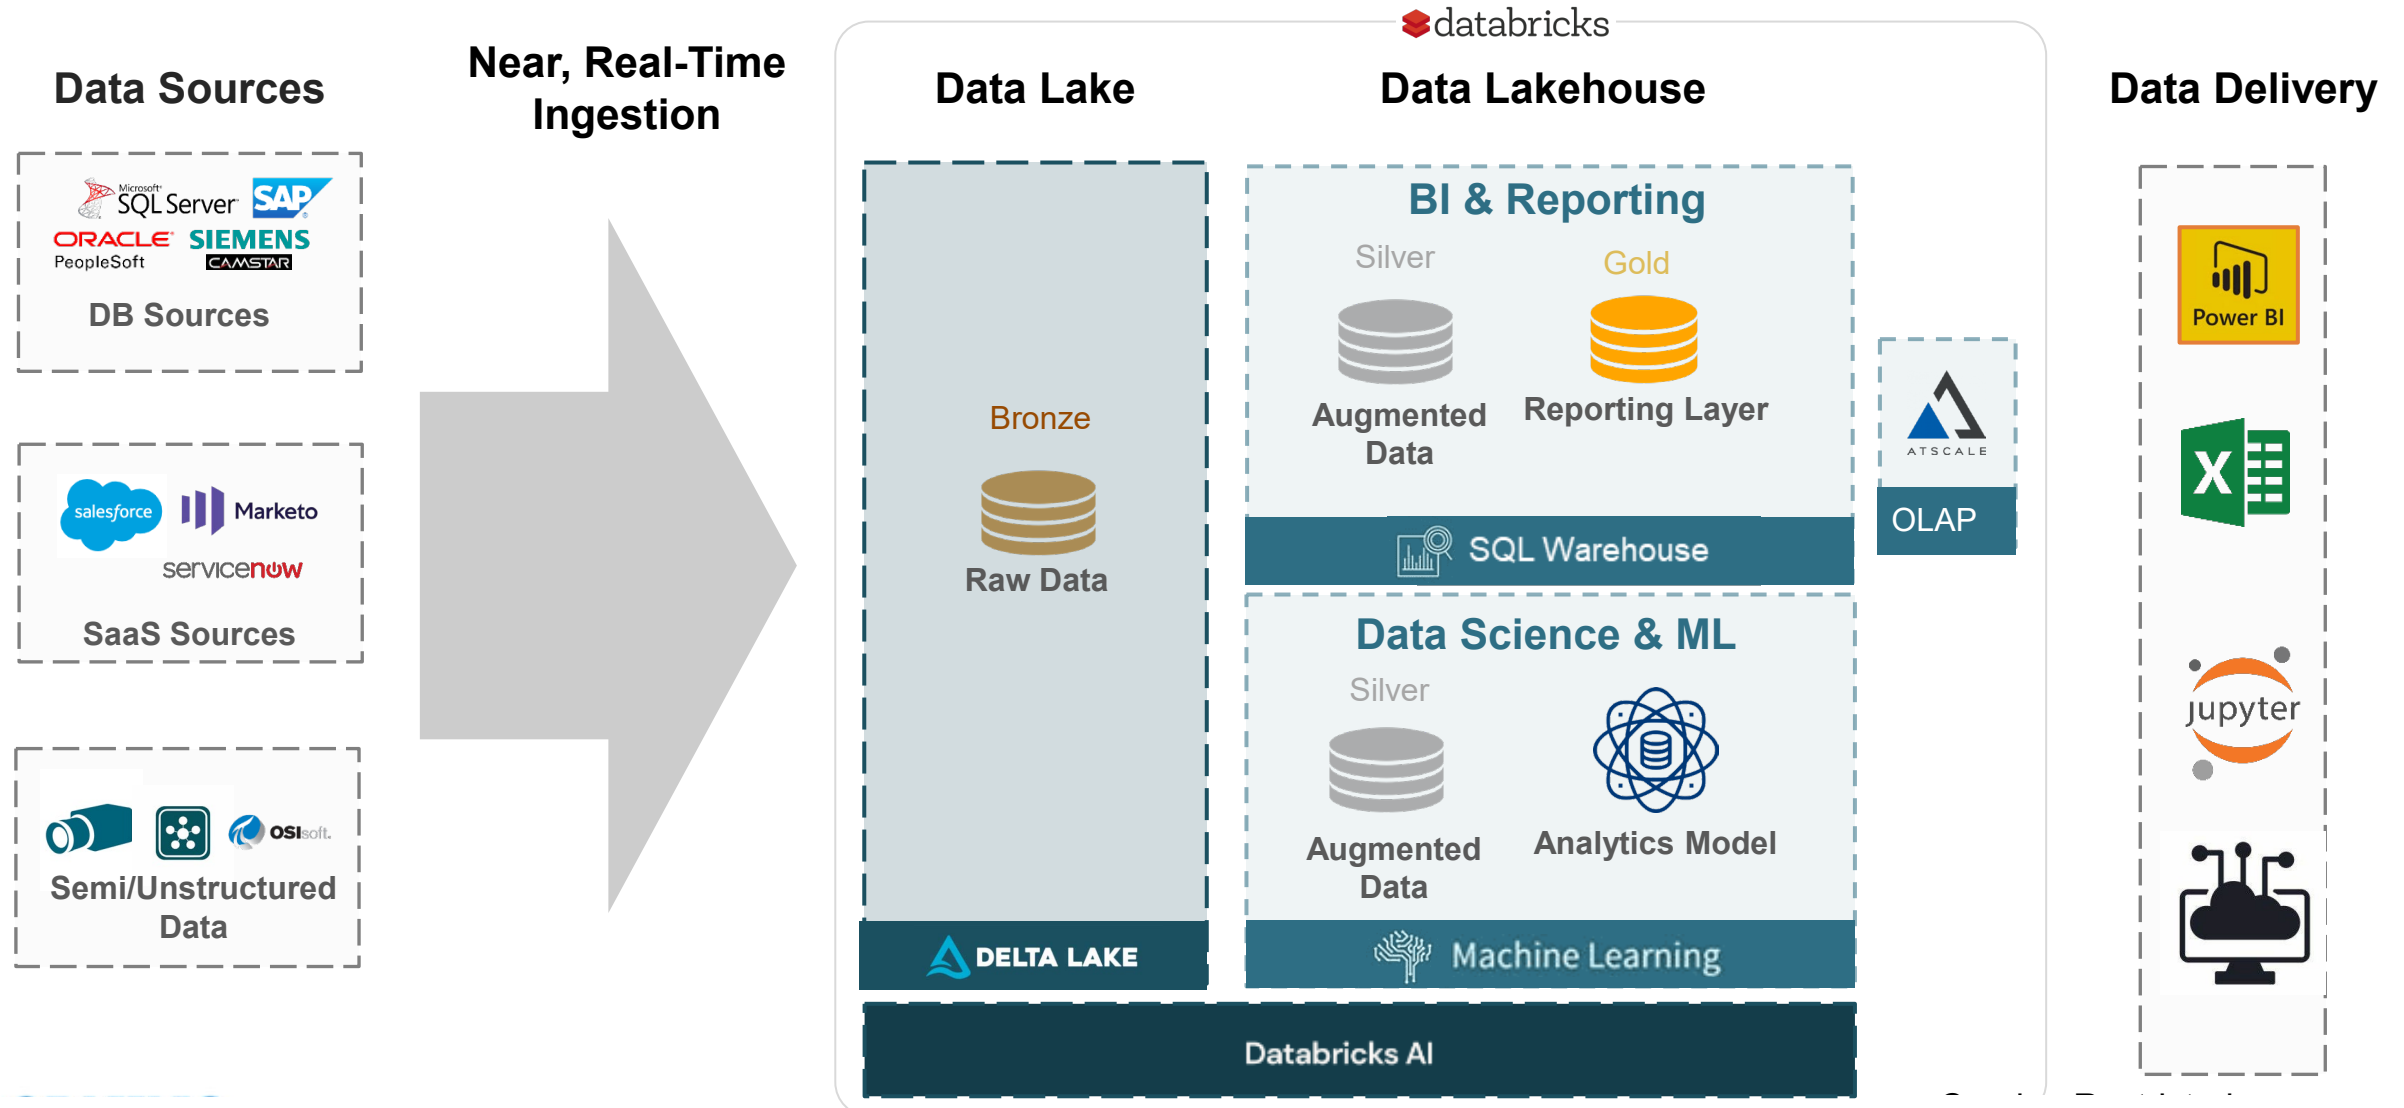 databricks
Data Sources
Near, Real-Time
Ingestion
Data Lake
Data Lakehouse
Data Delivery
Microsoft
SQL Server
SAP
ORACLE
PeopleSoft
SIEMENS
CAMSTAR
DB Sources
salesforce
Marketo
servicenow
SaaS Sources
OSIsoft.
Semi/Unstructured
Data
Bronze
Raw Data
DELTA LAKE
BI & Reporting
Silver
Gold
Augmented
Data
Reporting Layer
SQL Warehouse
Data Science & ML
Silver
Augmented
Data
Analytics Model
Machine Learning
Databricks AI
ATSCALE
OLAP
Power BI
X
jupyter